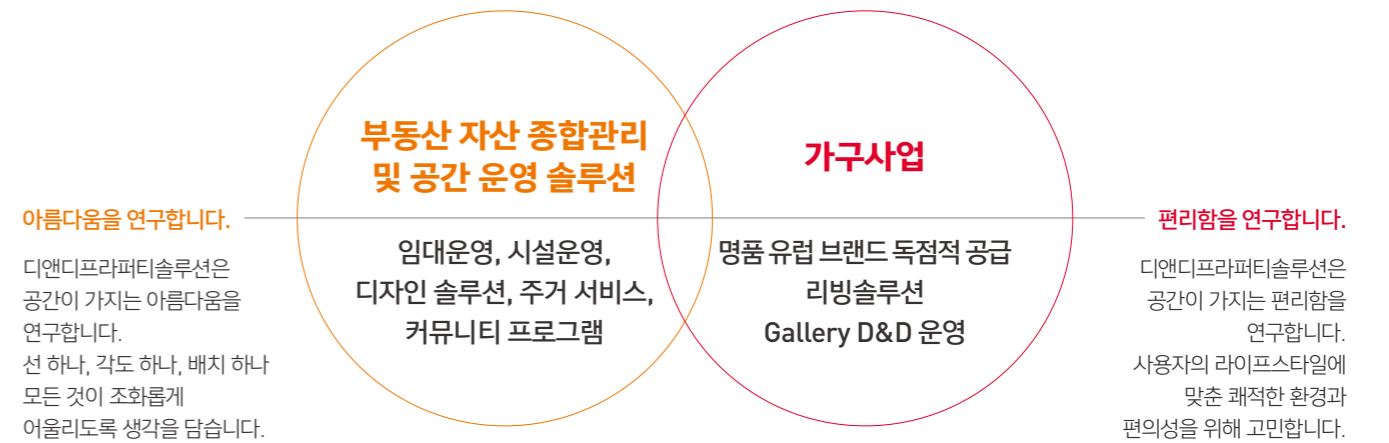 부동산 자산 종합관리
및 공간 운영 솔루션
임대운영, 시설운영,
디자인 솔루션, 주거 서비스,
커뮤니티 프로그램
가구사업
명품 유럽 브랜드 독점적 공급
리빙솔루션
Gallery D&D 운영
아름다움을 연구합니다.
디앤디프라퍼티솔루션은
공간이 가지는 아름다움을
연구합니다.
선 하나, 각도 하나, 배치 하나
모든 것이 조화롭게
어울리도록 생각을 담습니다.
편리함을 연구합니다.
디앤디프라퍼티솔루션은
공간이 가지는 편리함을
연구합니다.
사용자의 라이프스타일에
맞춘 쾌적한 환경과
편의성을 위해 고민합니다.